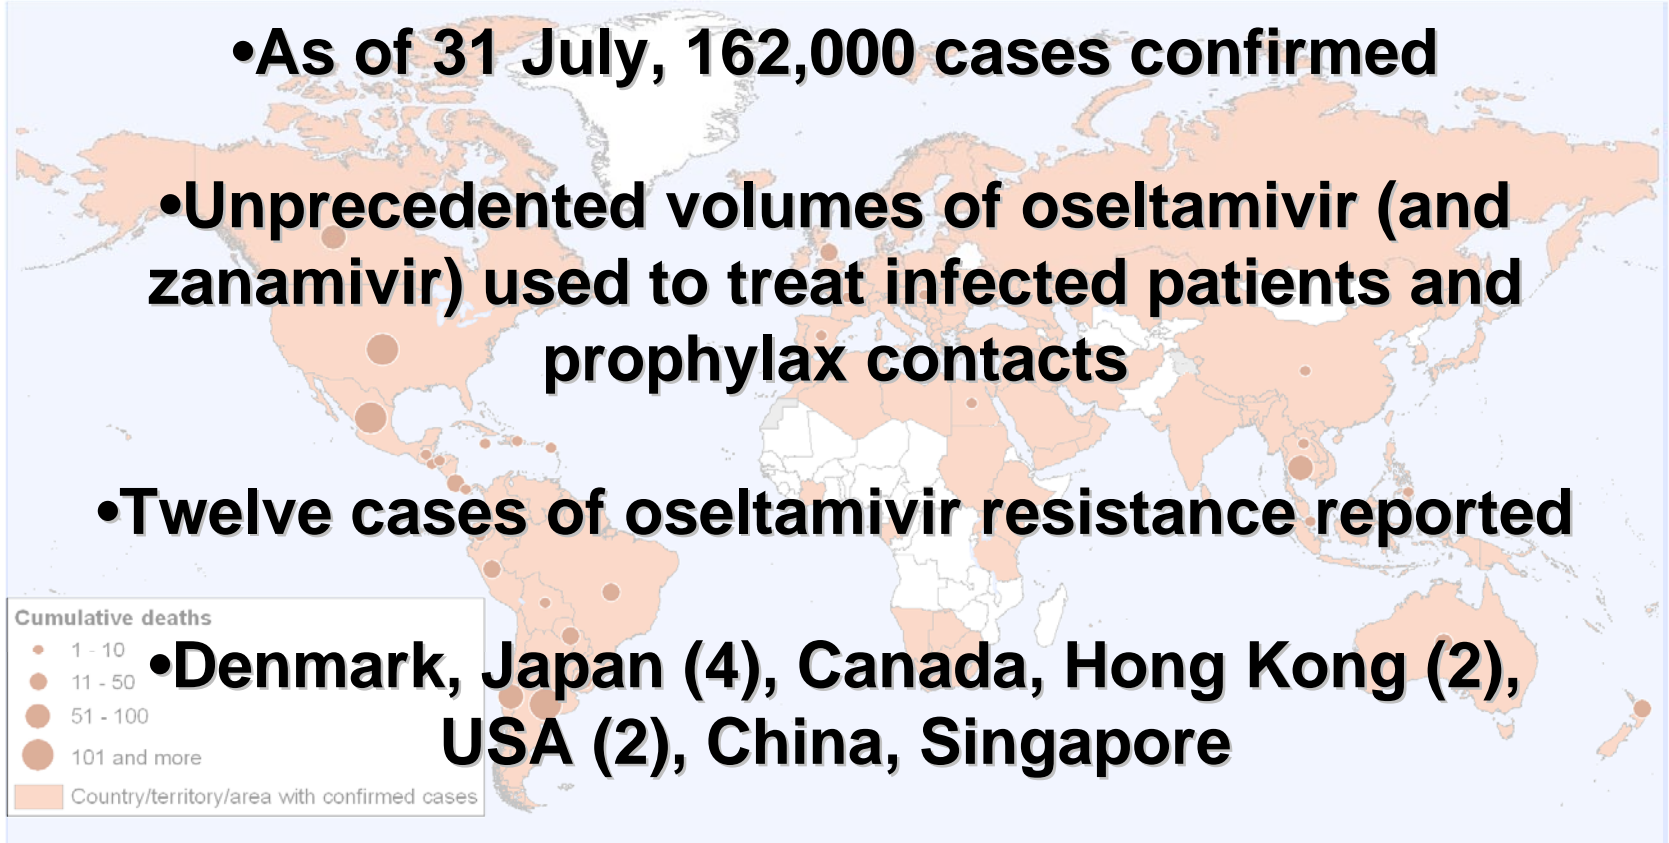 •As of 31 July, 162,000 cases confirmed
•Unprecedented volumes of oseltamivir (and
zanamivir) used to treat infected patients and
prophylax contacts
•Twelve cases of oseltamivir resistance reported
•Denmark, Japan (4), Canada, Hong Kong (2),
USA (2), China, Singapore
Cumulative deaths
1 - 10
11 - 50
51 - 100
101 and more
Country/territory/area with confirmed cases